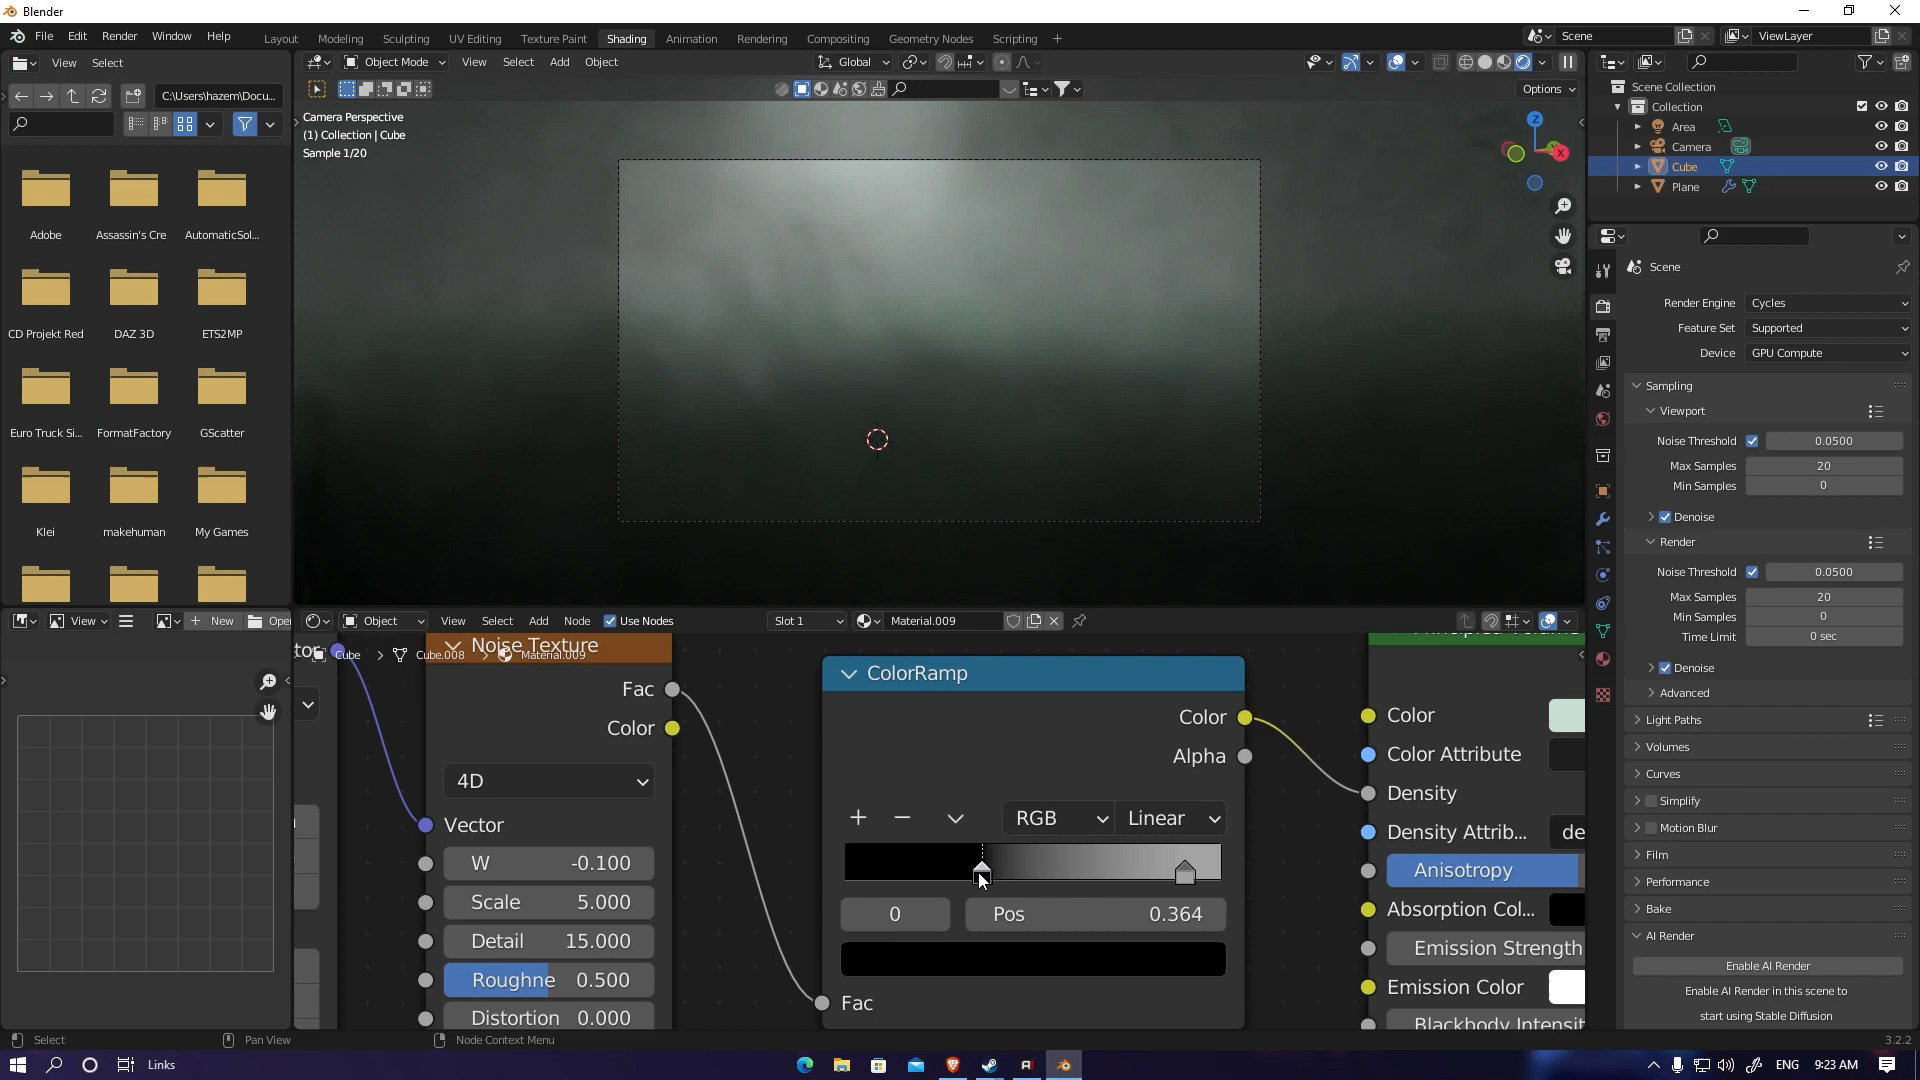 Blender
File Edit Render Window Help
Layout Modeling Sculpting UV Editing Texture Paint Shading Animation Rendering Compositing Geometry Nodes Scripting
Scene
ViewLayer
View Select
Object Mode View Select Add Object
Global
C:\Users\hazem\Docu...
Options
Camera Perspective
(1) Collection | Cube
Sample 1/20
Z
X
Adobe
Assassin's Cre
AutomaticSol...
CD Projekt Red
DAZ 3D
ETS2MP
Euro Truck Si...
FormatFactory
GScatter
Klei
makehuman
My Games
Scene Collection
Collection
Area
Camera
Cube
Plane
Scene
Render Engine Cycles
Feature Set Supported
Device GPU Compute
Sampling
Viewport
Noise Threshold 0.0500
Max Samples 20
Min Samples 0
Denoise
Render
Noise Threshold 0.0500
Max Samples 20
Min Samples 0
Time Limit 0 sec
Denoise
Advanced
Light Paths
Volumes
Curves
Simplify
Motion Blur
Film
Performance
Bake
AI Render
Enable AI Render
Enable AI Render in this scene to
start using Stable Diffusion
View
New
Ope
Object View Select Add Node Use Nodes
Slot 1
Material.009
tor
Cube > Cube.008 > Material.009
Noise Texture
Fac
Color
4D
Vector
W -0.100
Scale 5.000
Detail 15.000
Roughne 0.500
Distortion 0.000
ColorRamp
Color
Alpha
+ − RGB Linear
0 Pos 0.364
Fac
Principled Volume
Color
Color Attribute
Density
Density Attrib... de
Anisotropy
Absorption Col...
Emission Strength
Emission Color
Blackbody Intensit
Select
Pan View
Node Context Menu
3.2.2
Links
ENG
9:23 AM